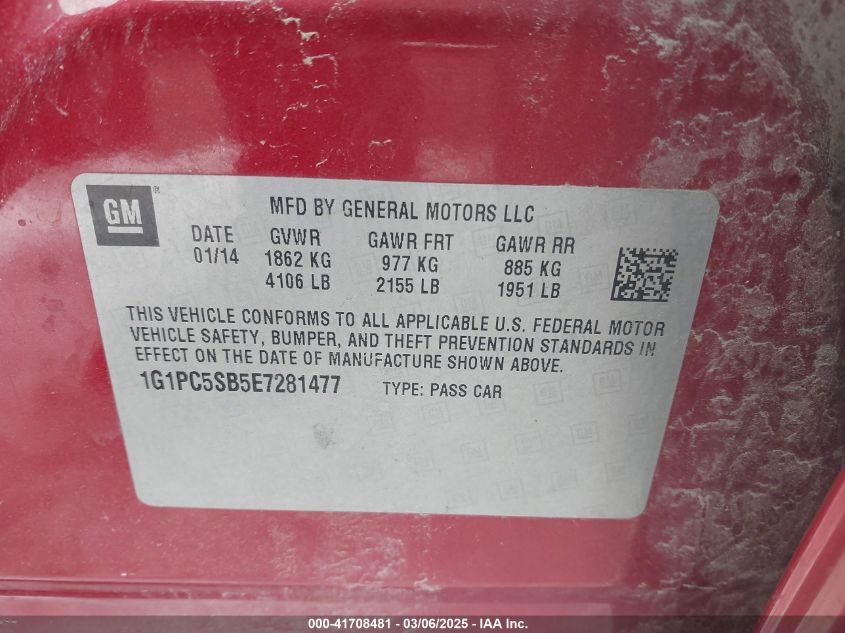 GM
®
MFD BY GENERAL MOTORS LLC
DATE GVWR GAWR FRT GAWR RR
01/14 1862 KG 977 KG 885 KG
4106 LB 2155 LB 1951 LB
THIS VEHICLE CONFORMS TO ALL APPLICABLE U.S. FEDERAL MOTOR
VEHICLE SAFETY, BUMPER, AND THEFT PREVENTION STANDARDS IN
EFFECT ON THE DATE OF MANUFACTURE SHOWN ABOVE.
1G1PC5SB5E7281477 TYPE: PASS CAR
000-41708481 - 03/06/2025 - IAA Inc.